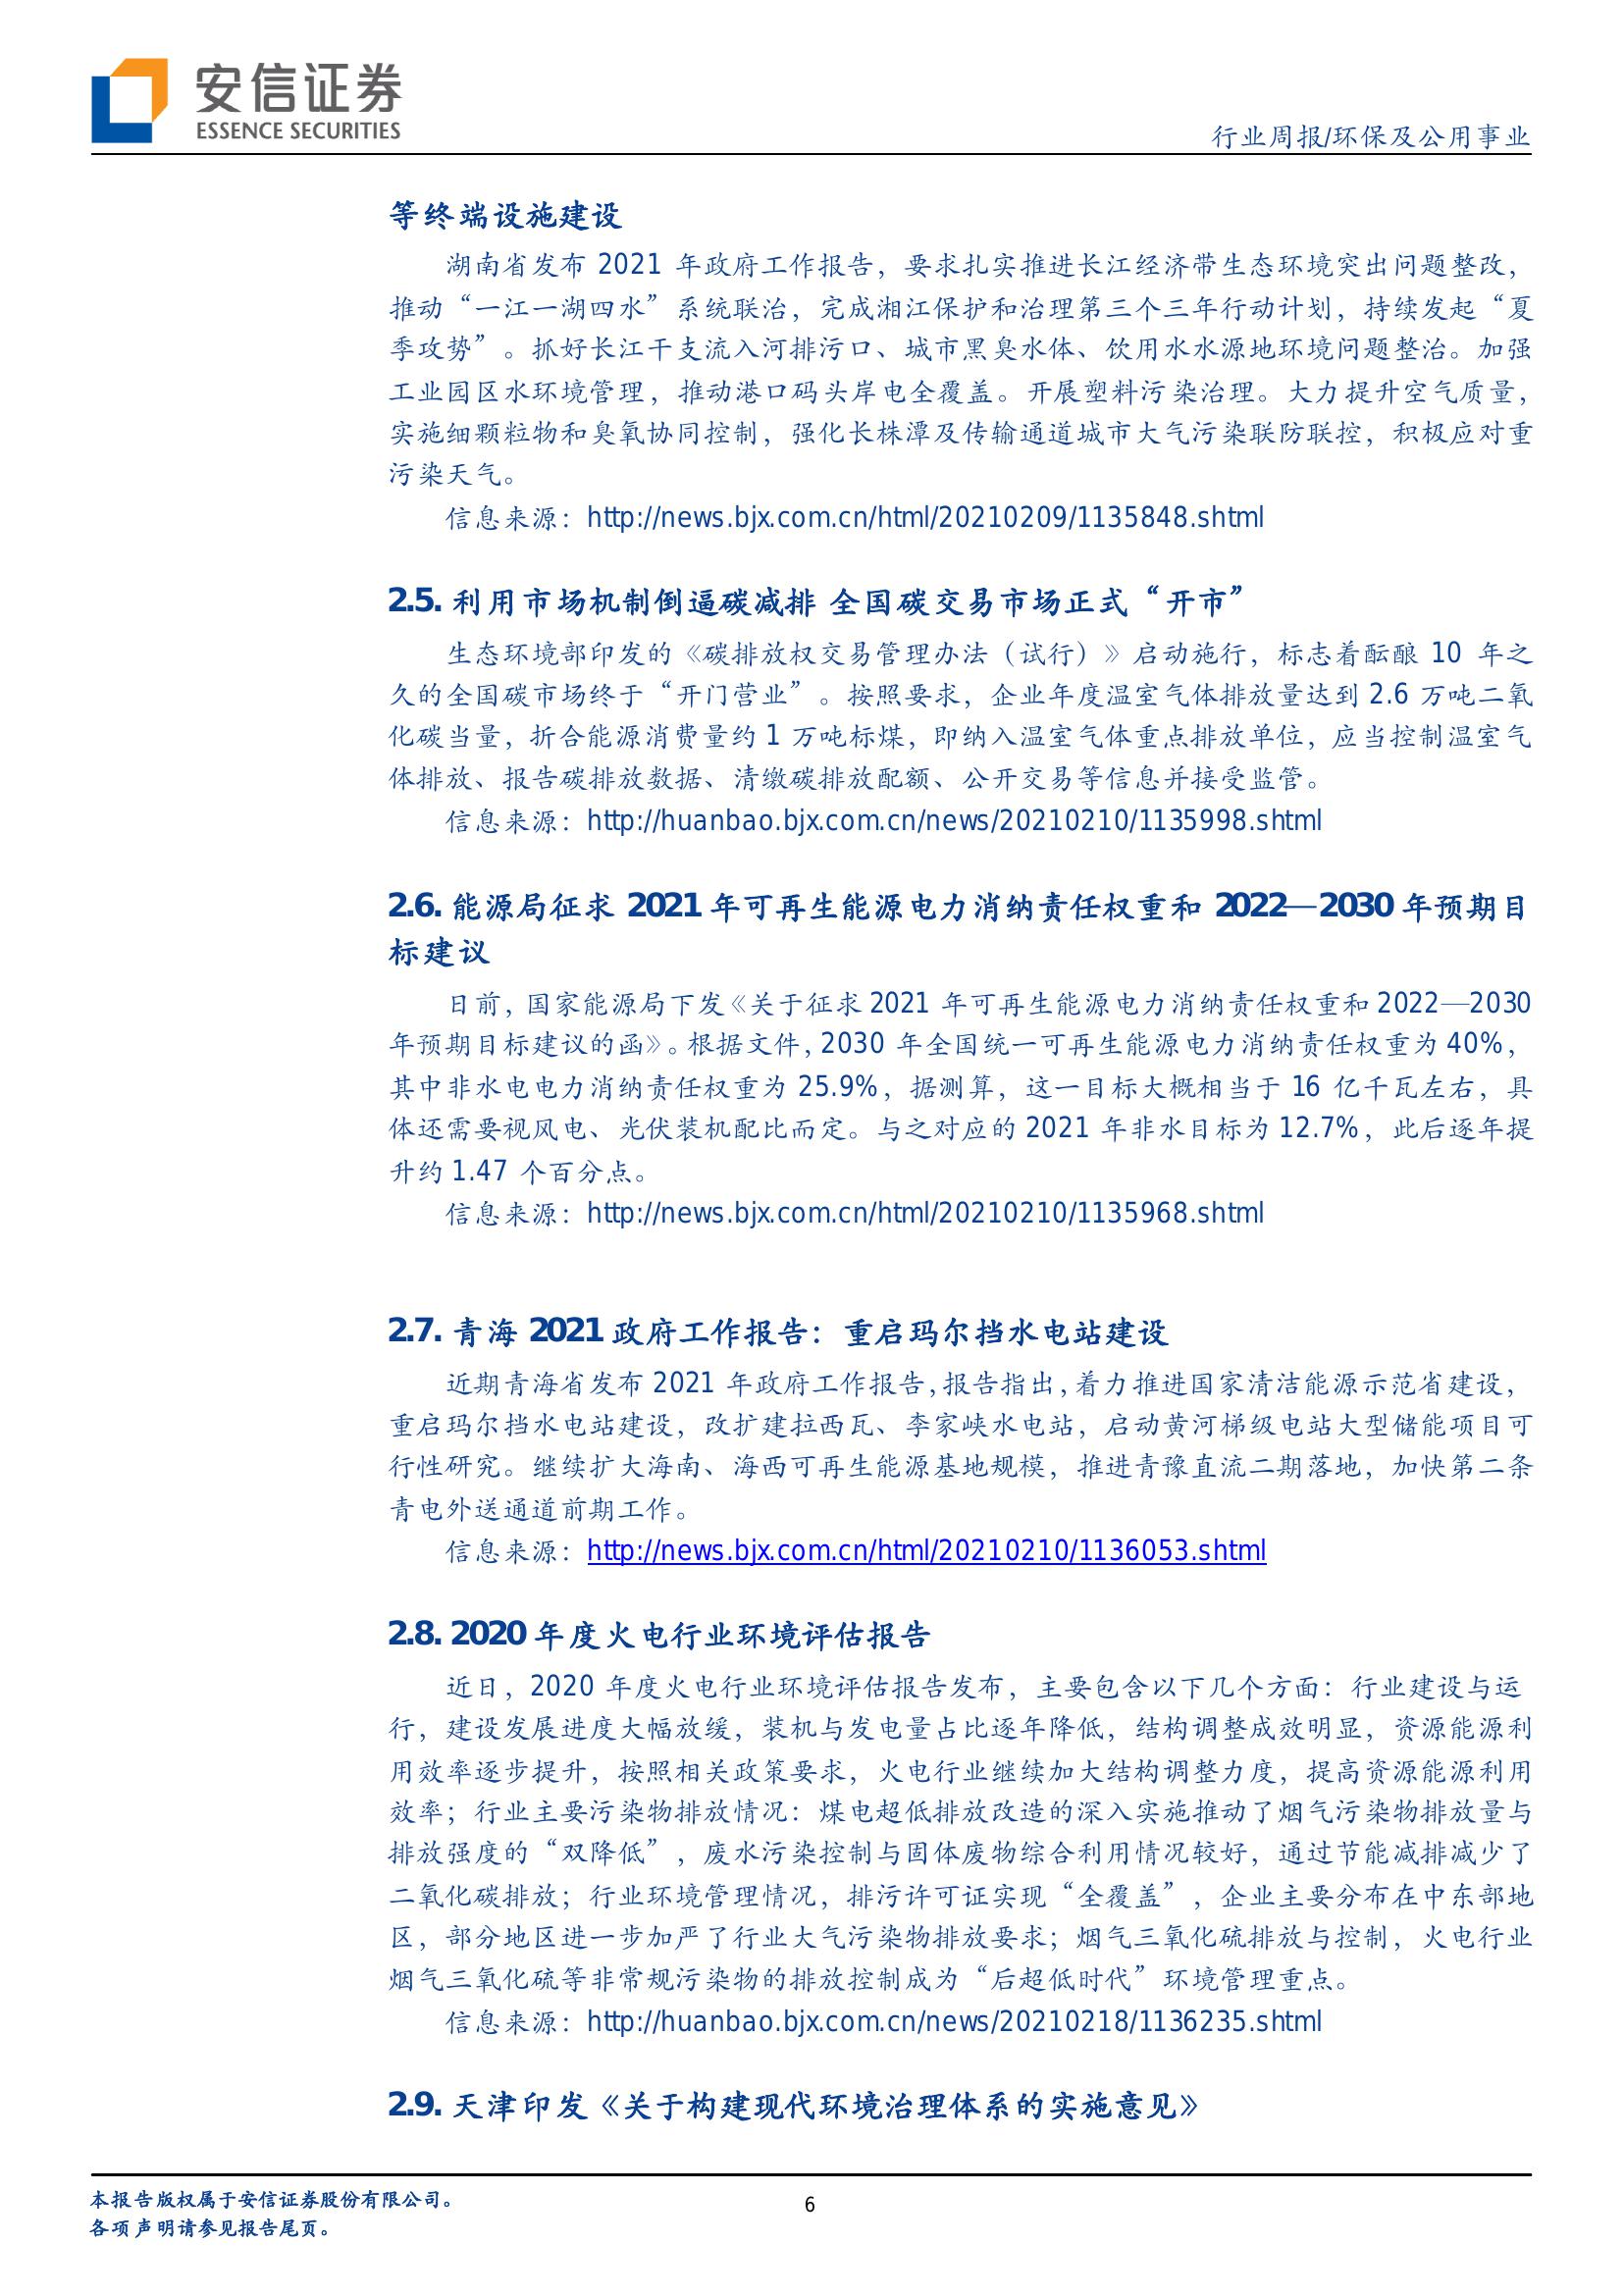 安信证券
ESSENCE SECURITIES
行业周报/环保及公用事业
等终端设施建设
湖南省发布 2021 年政府工作报告，要求扎实推进长江经济带生态环境突出问题整改，
推动“一江一湖四水”系统联治，完成湘江保护和治理第三个三年行动计划，持续发起“夏
季攻势”。抓好长江干支流入河排污口、城市黑臭水体、饮用水水源地环境问题整治。加强
工业园区水环境管理，推动港口码头岸电全覆盖。开展塑料污染治理。大力提升空气质量，
实施细颗粒物和臭氧协同控制，强化长株潭及传输通道城市大气污染联防联控，积极应对重
污染天气。
信息来源：http://news.bjx.com.cn/html/20210209/1135848.shtml
2.5. 利用市场机制倒逼碳减排 全国碳交易市场正式“开市”
生态环境部印发的《碳排放权交易管理办法（试行）》启动施行，标志着酝酿 10 年之
久的全国碳市场终于“开门营业”。按照要求，企业年度温室气体排放量达到 2.6 万吨二氧
化碳当量，折合能源消费量约 1 万吨标煤，即纳入温室气体重点排放单位，应当控制温室气
体排放、报告碳排放数据、清缴碳排放配额、公开交易等信息并接受监管。
信息来源：http://huanbao.bjx.com.cn/news/20210210/1135998.shtml
2.6. 能源局征求 2021 年可再生能源电力消纳责任权重和 2022—2030 年预期目
标建议
日前，国家能源局下发《关于征求 2021 年可再生能源电力消纳责任权重和 2022—2030
年预期目标建议的函》。根据文件，2030 年全国统一可再生能源电力消纳责任权重为 40%，
其中非水电电力消纳责任权重为 25.9%，据测算，这一目标大概相当于 16 亿千瓦左右，具
体还需要视风电、光伏装机配比而定。与之对应的 2021 年非水目标为 12.7%，此后逐年提
升约 1.47 个百分点。
信息来源：http://news.bjx.com.cn/html/20210210/1135968.shtml
2.7. 青海 2021 政府工作报告：重启玛尔挡水电站建设
近期青海省发布 2021 年政府工作报告，报告指出，着力推进国家清洁能源示范省建设，
重启玛尔挡水电站建设，改扩建拉西瓦、李家峡水电站，启动黄河梯级电站大型储能项目可
行性研究。继续扩大海南、海西可再生能源基地规模，推进青豫直流二期落地，加快第二条
青电外送通道前期工作。
信息来源：http://news.bjx.com.cn/html/20210210/1136053.shtml
2.8. 2020 年度火电行业环境评估报告
近日，2020 年度火电行业环境评估报告发布，主要包含以下几个方面：行业建设与运
行，建设发展进度大幅放缓，装机与发电量占比逐年降低，结构调整成效明显，资源能源利
用效率逐步提升，按照相关政策要求，火电行业继续加大结构调整力度，提高资源能源利用
效率；行业主要污染物排放情况：煤电超低排放改造的深入实施推动了烟气污染物排放量与
排放强度的“双降低”，废水污染控制与固体废物综合利用情况较好，通过节能减排减少了
二氧化碳排放；行业环境管理情况，排污许可证实现“全覆盖”，企业主要分布在中东部地
区，部分地区进一步加严了行业大气污染物排放要求；烟气三氧化硫排放与控制，火电行业
烟气三氧化硫等非常规污染物的排放控制成为“后超低时代”环境管理重点。
信息来源：http://huanbao.bjx.com.cn/news/20210218/1136235.shtml
2.9. 天津印发《关于构建现代环境治理体系的实施意见》
本报告版权属于安信证券股份有限公司。
各项声明请参见报告尾页。
6